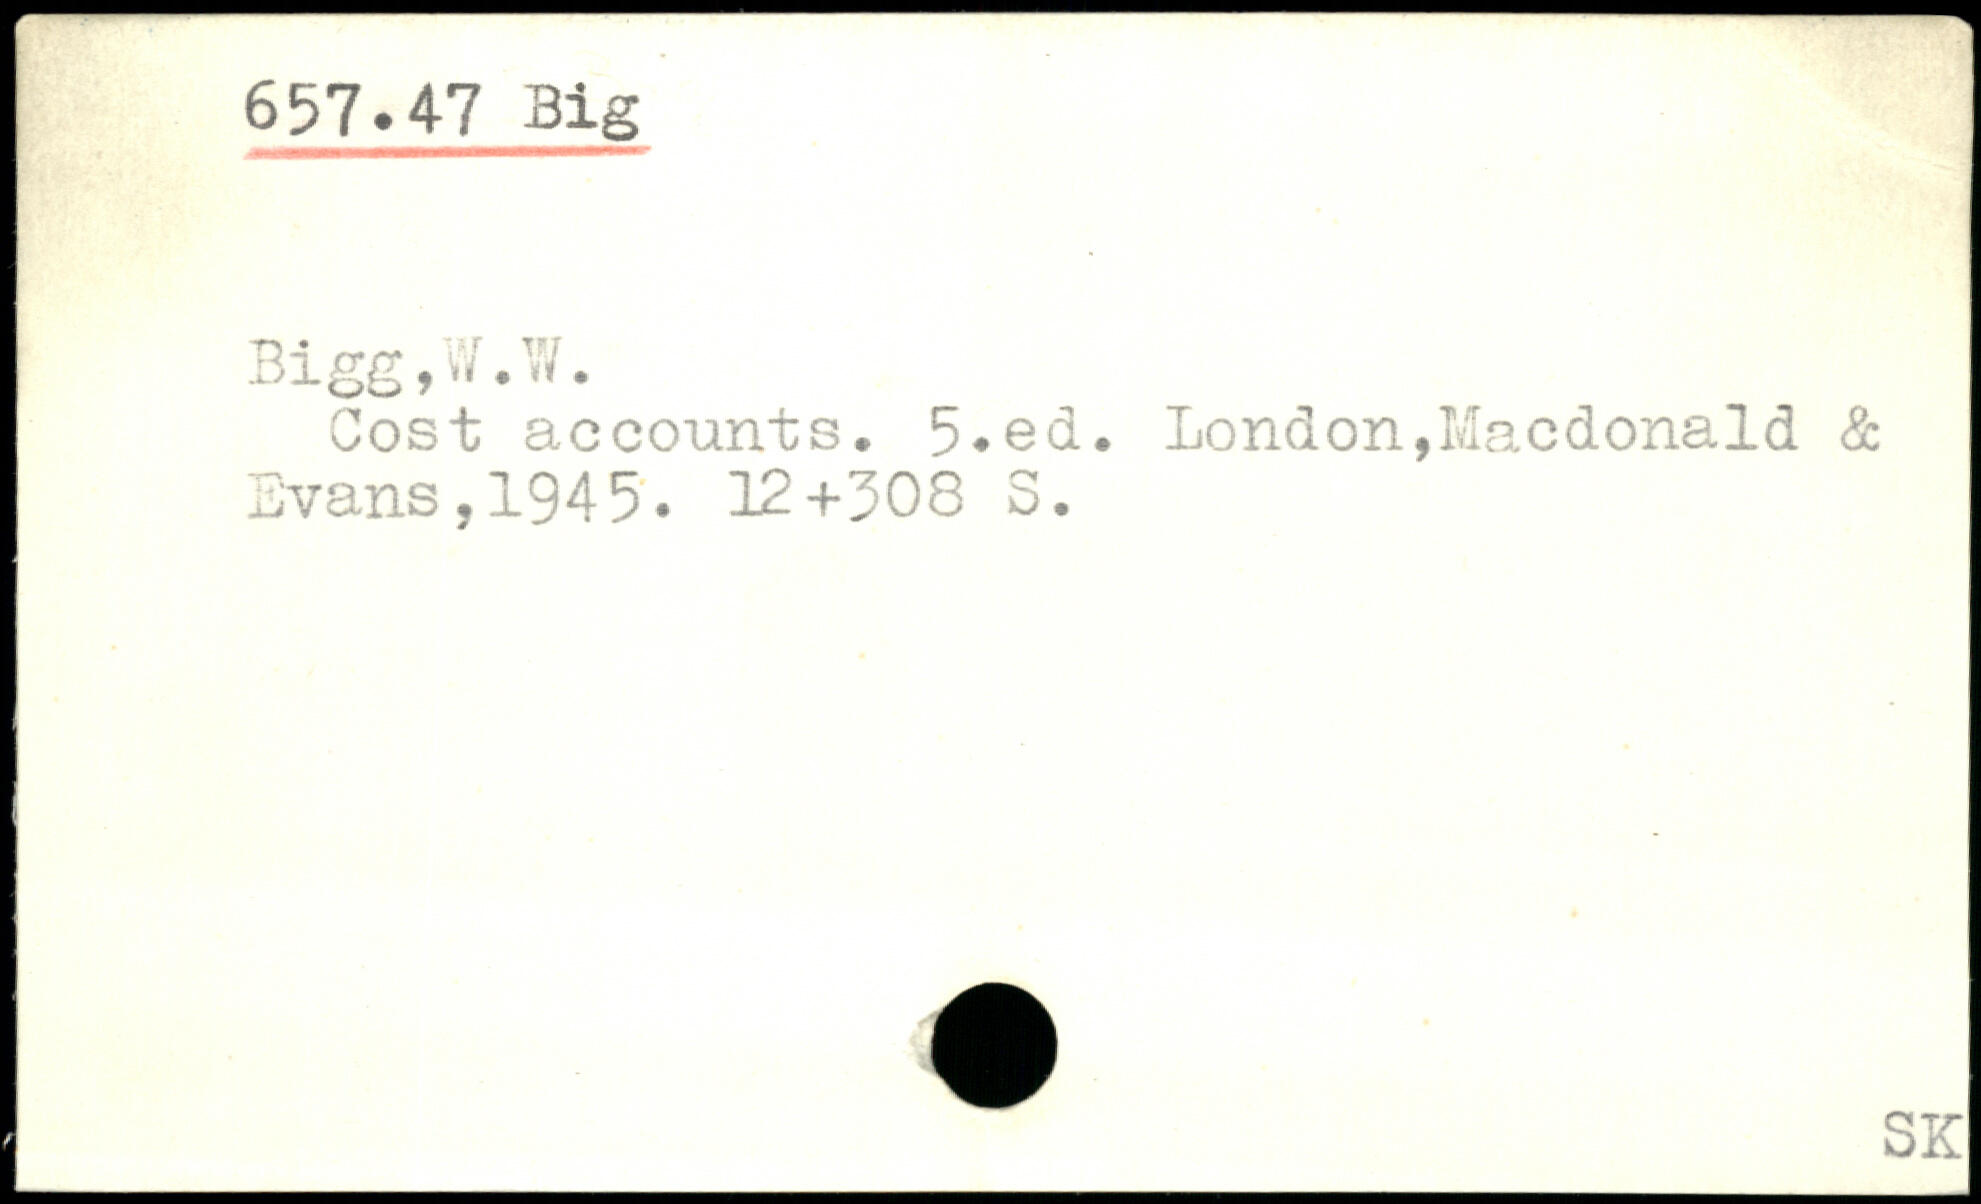 657.47 Big
Bigg,W.W.
Cost accounts. 5.ed. London,Macdonald &
Evans,1945. 12+308 S.
SK